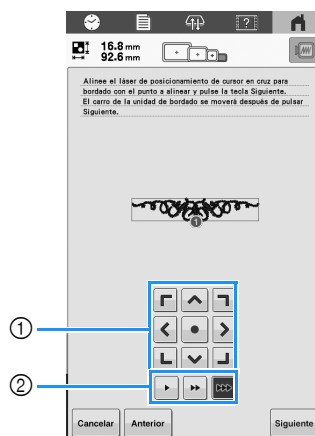 16.8 mm
92.6 mm
Alinee el láser de posicionamiento de cursor en cruz para
bordado con el punto a alinear y pulse la tecla Siguiente.
El carro de la unidad de bordado se moverá después de pulsar
Siguiente.
1
①
②
Cancelar Anterior Siguiente